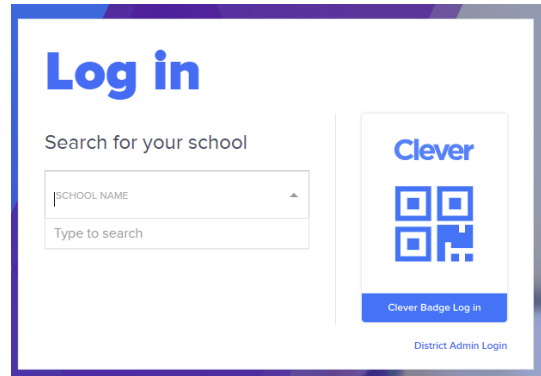 Log in
Search for your school
SCHOOL NAME
Type to search
Clever
Clever Badge Log in
District Admin Login